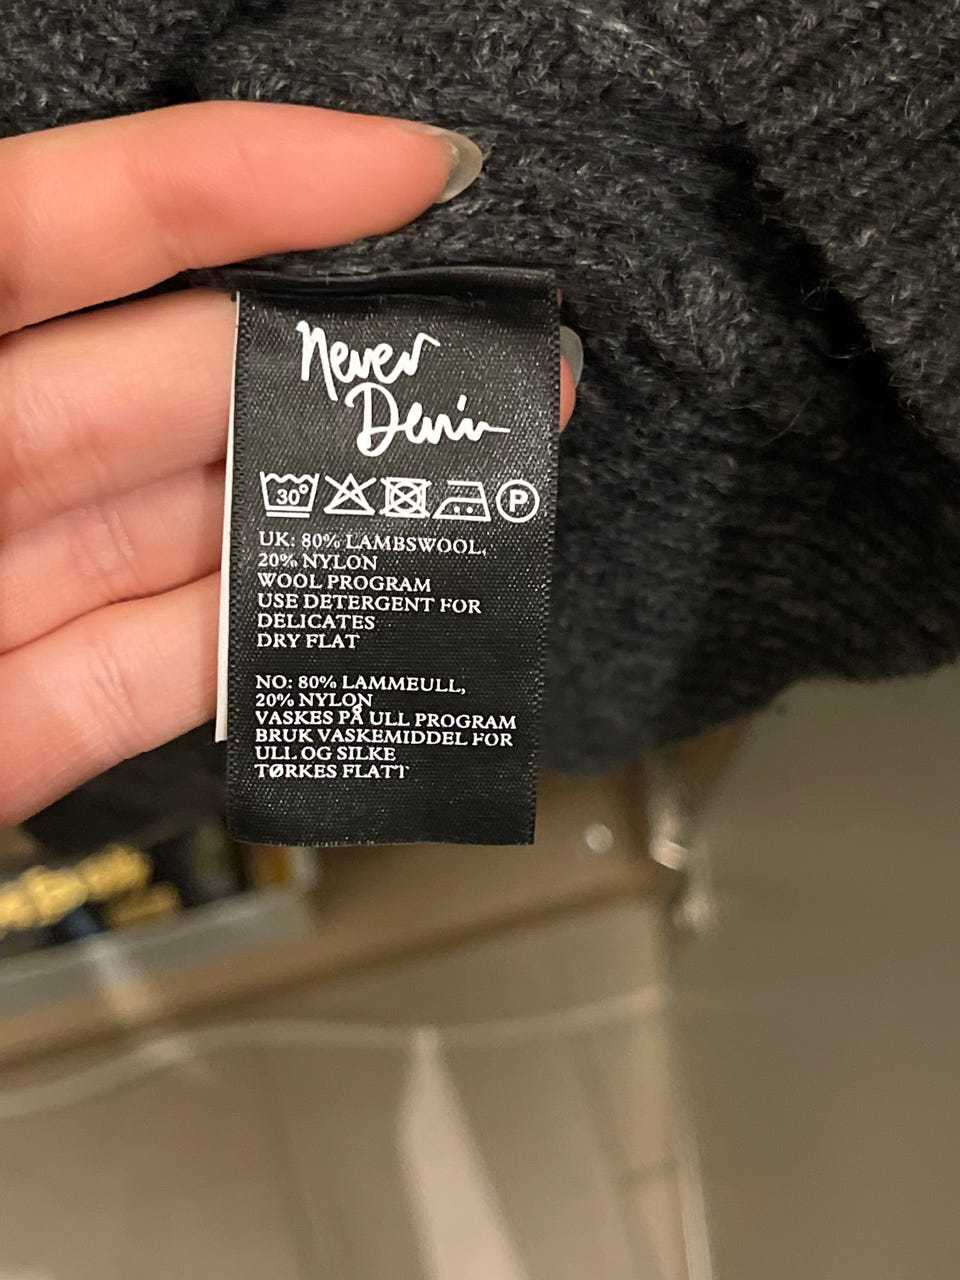 Never
Denim
30°
P
UK: 80% LAMBSWOOL,
20% NYLON
WOOL PROGRAM
USE DETERGENT FOR
DELICATES
DRY FLAT
NO: 80% LAMMEULL,
20% NYLON
VASKES PÅ ULL PROGRAM
BRUK VASKEMIDDEL FOR
ULL OG SILKE
TØRKES FLATT